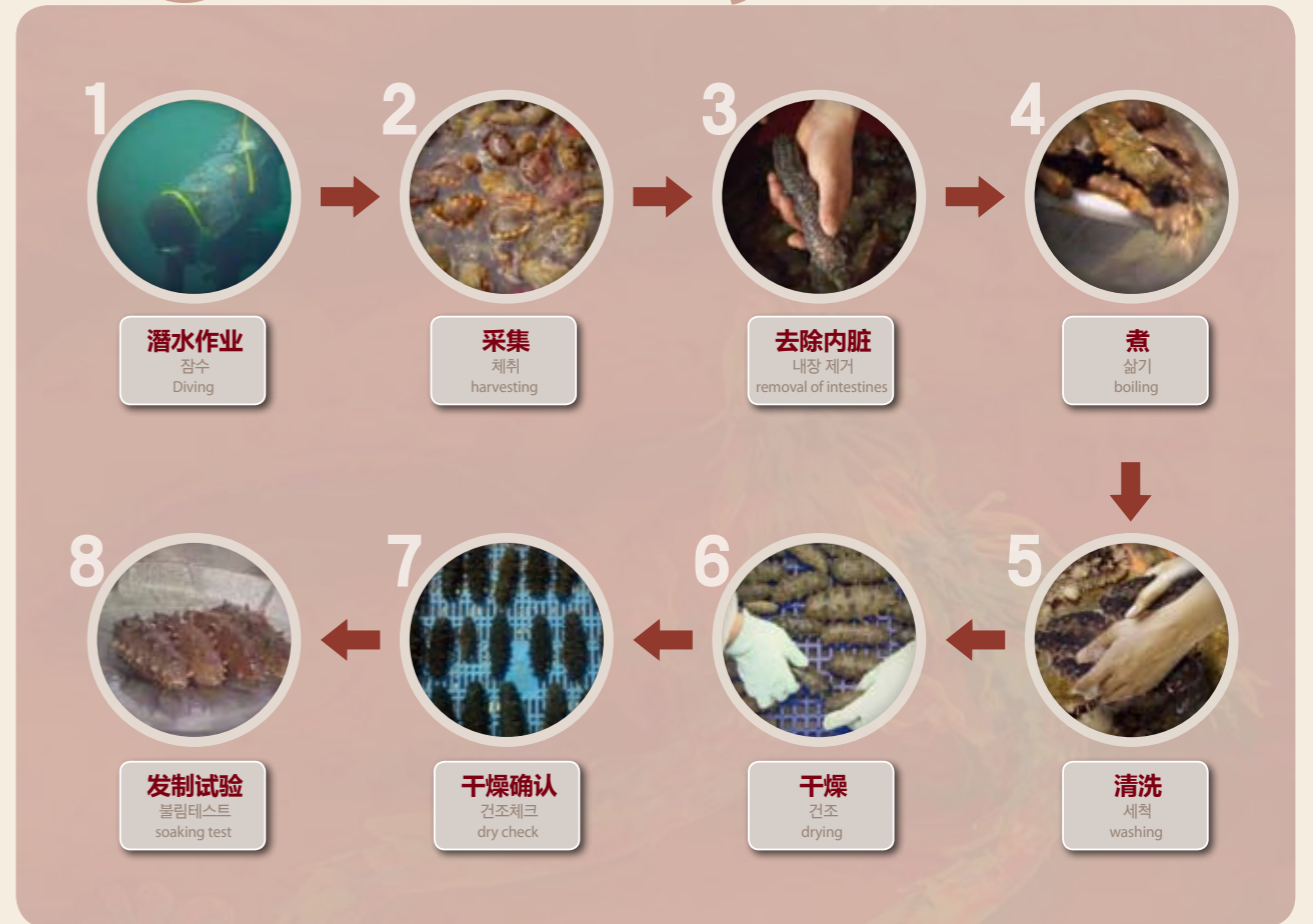 1
潜水作业
잠수
Diving
2
采集
체취
harvesting
3
去除内脏
내장 제거
removal of intestines
4
煮
삶기
boiling
5
清洗
세척
washing
6
干燥
건조
drying
7
干燥确认
건조체크
dry check
8
发制试验
불림테스트
soaking test